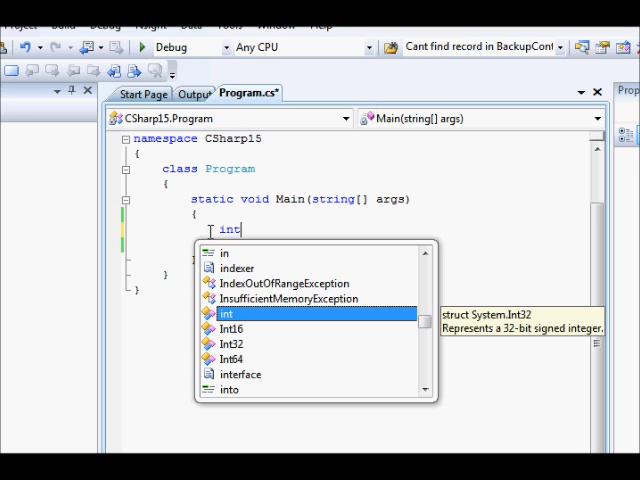 Project Build Debug NSight Data Tools Window Help
Debug Any CPU Cant find record in BackupCont
Start Page Output Program.cs* Prop
CSharp15.Program Main(string[] args)
namespace CSharp15
{
class Program
{
static void Main(string[] args)
{
int
in
indexer
IndexOutOfRangeException
InsufficientMemoryException
int
struct System.Int32
Int16
Represents a 32-bit signed integer.
Int32
Int64
interface
into
}
}